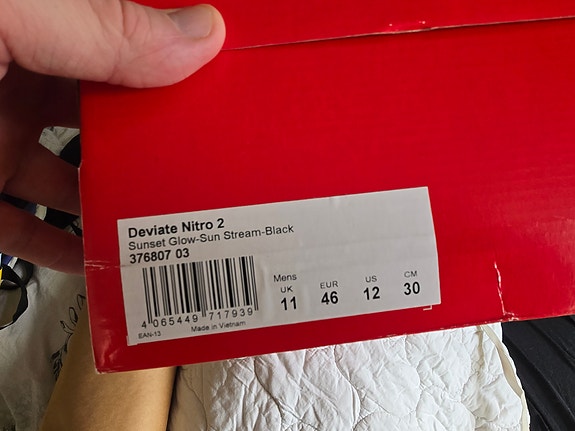 Deviate Nitro 2
Sunset Glow-Sun Stream-Black
376807 03
Mens
UK EUR US CM
11 46 12 30
4 065449 717939
EAN-13 Made in Vietnam